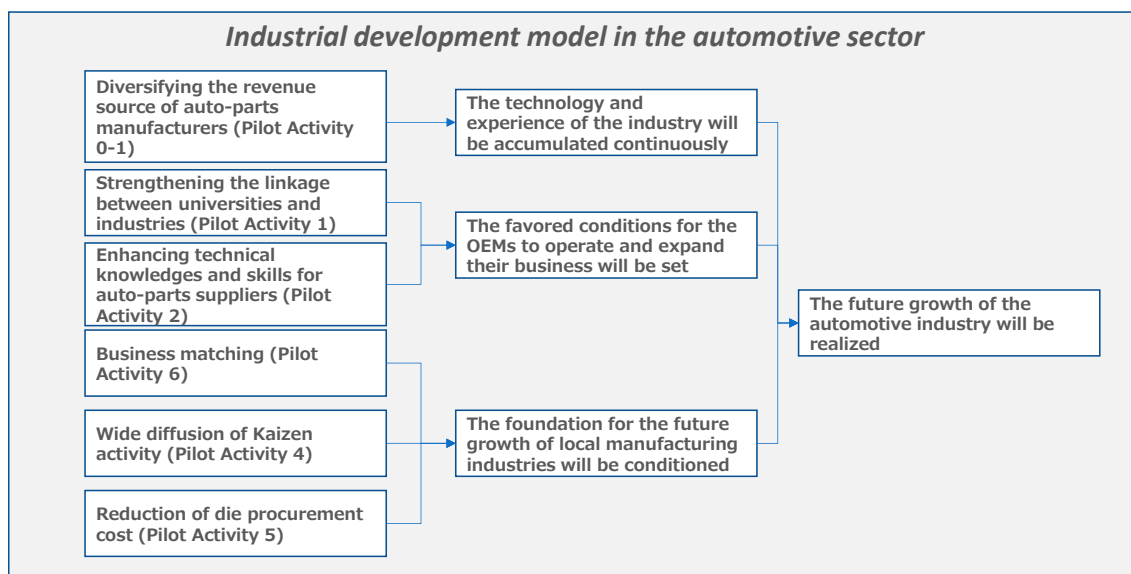 Industrial development model in the automotive sector
Diversifying the revenue
source of auto-parts
manufacturers (Pilot Activity
0-1)
The technology and
experience of the industry will
be accumulated continuously
Strengthening the linkage
between universities and
industries (Pilot Activity 1)
Enhancing technical
knowledges and skills for
auto-parts suppliers (Pilot
Activity 2)
The favored conditions for the
OEMs to operate and expand
their business will be set
Business matching (Pilot
Activity 6)
Wide diffusion of Kaizen
activity (Pilot Activity 4)
Reduction of die procurement
cost (Pilot Activity 5)
The foundation for the future
growth of local manufacturing
industries will be conditioned
The future growth of the
automotive industry will be
realized